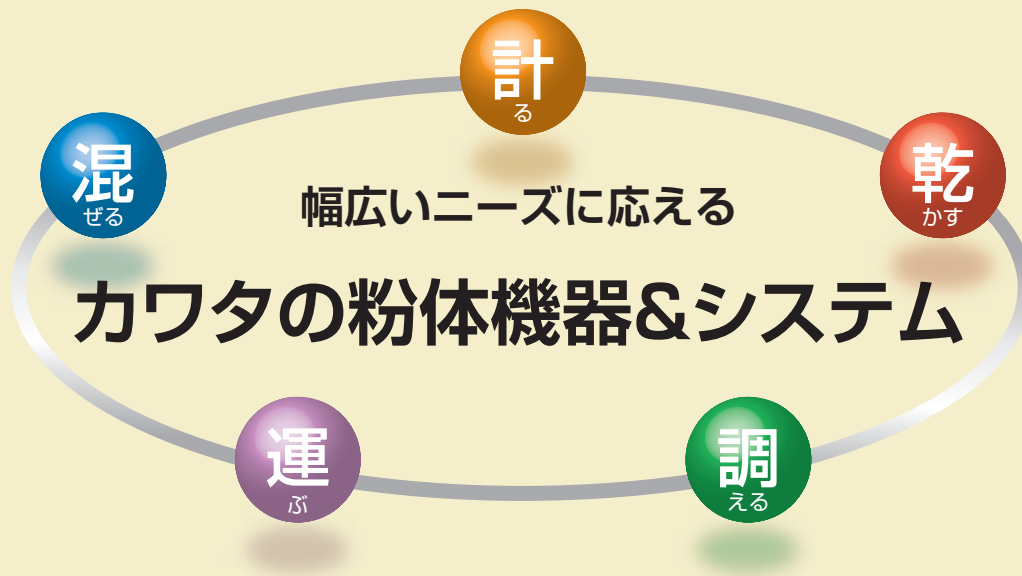 計
る
混
ぜる
乾
かす
幅広いニーズに応える
カワタの粉体機器&システム
運
ぶ
調
える